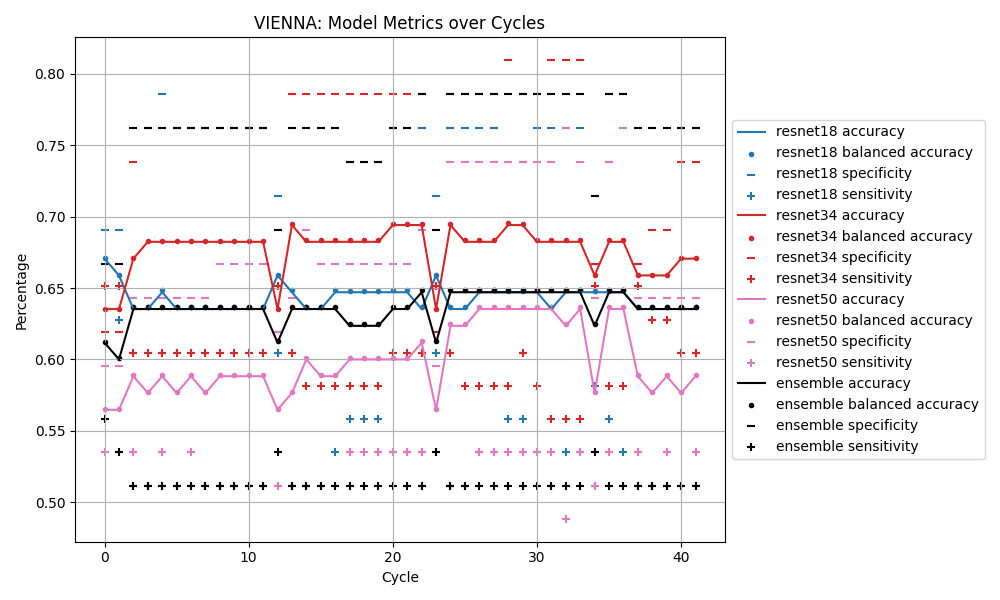 VIENNA: Model Metrics over Cycles
Percentage
0.80
0.75
0.70
0.65
0.60
0.55
0.50
0
10
20
30
40
Cycle
resnet18 accuracy
resnet18 balanced accuracy
resnet18 specificity
resnet18 sensitivity
resnet34 accuracy
resnet34 balanced accuracy
resnet34 specificity
resnet34 sensitivity
resnet50 accuracy
resnet50 balanced accuracy
resnet50 specificity
resnet50 sensitivity
ensemble accuracy
ensemble balanced accuracy
ensemble specificity
ensemble sensitivity